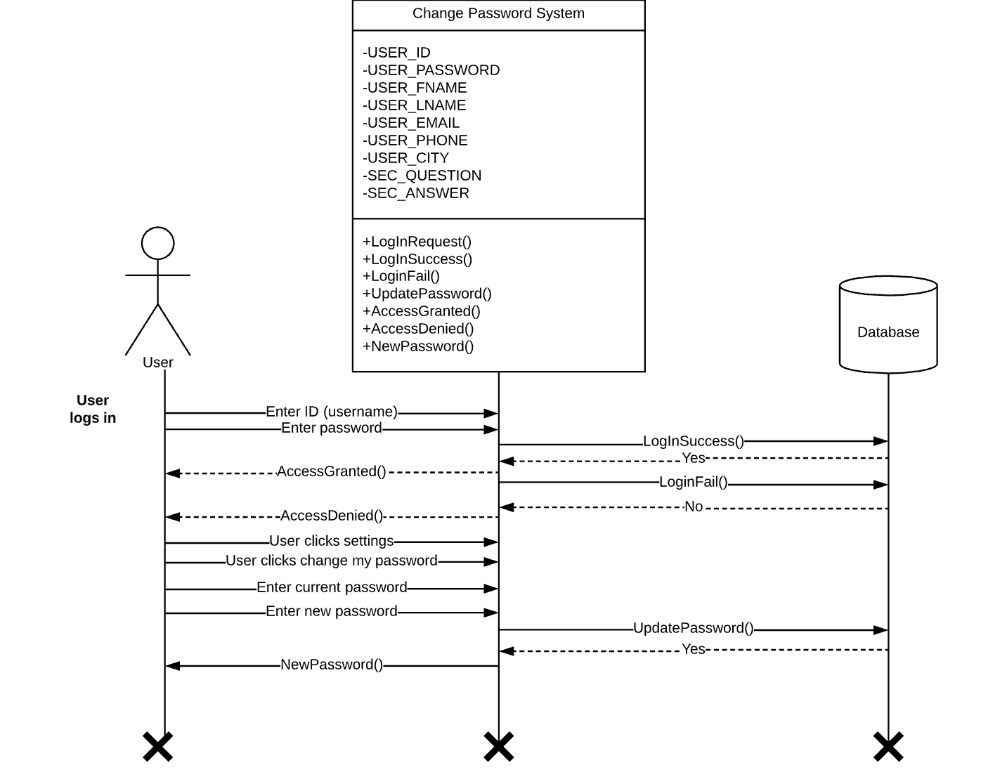 Change Password System
-USER_ID
-USER_PASSWORD
-USER_FNAME
-USER_LNAME
-USER_EMAIL
-USER_PHONE
-USER_CITY
-SEC_QUESTION
-SEC_ANSWER
+LogInRequest()
+LogInSuccess()
+LoginFail()
+UpdatePassword()
+AccessGranted()
+AccessDenied()
+NewPassword()
User
Database
User
logs in
Enter ID (username)
Enter password
LogInSuccess()
Yes
AccessGranted()
LoginFail()
No
AccessDenied()
User clicks settings
User clicks change my password
Enter current password
Enter new password
UpdatePassword()
Yes
NewPassword()